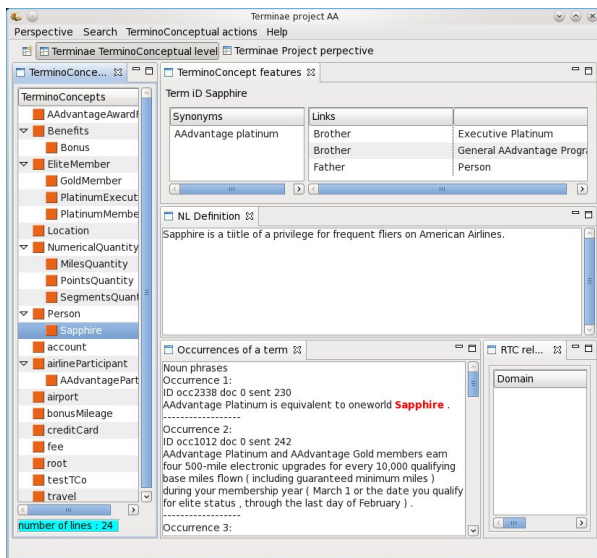 Terminae project AA
Perspective Search TerminoConceptual actions Help
Terminae TerminoConceptual level Terminae Project perpective
TerminoConce...
TerminoConcepts
AAdvantageAwardF
Benefits
Bonus
EliteMember
GoldMember
PlatinumExecut
PlatinumMembe
Location
NumericalQuantity
MilesQuantity
PointsQuantity
SegmentsQuant
Person
Sapphire
account
airlineParticipant
AAdvantagePart
airport
bonusMileage
creditCard
fee
root
testTCo
travel
number of lines : 24
TerminoConcept features
Term iD Sapphire
Synonyms Links
AAdvantage platinum Brother Executive Platinum
Brother General AAdvantage Progra
Father Person
NL Definition
Sapphire is a tiitle of a privilege for frequent fliers on American Airlines.
Occurrences of a term
Noun phrases
Occurrence 1:
ID occ2338 doc 0 sent 230
AAdvantage Platinum is equivalent to oneworld Sapphire .
-----------------
Occurrence 2:
ID occ1012 doc 0 sent 242
AAdvantage Platinum and AAdvantage Gold members earn
four 500-mile electronic upgrades for every 10,000 qualifying
base miles flown ( including guaranteed minimum miles )
during your membership year ( March 1 or the date you qualify
for elite status , through the last day of February ) .
-----------------
Occurrence 3:
RTC rel...
Domain